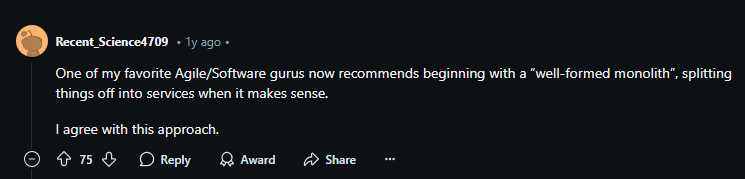 Recent_Science4709 • 1y ago •
One of my favorite Agile/Software gurus now recommends beginning with a “well-formed monolith”, splitting
things off into services when it makes sense.
I agree with this approach.
75 Reply Award Share ...